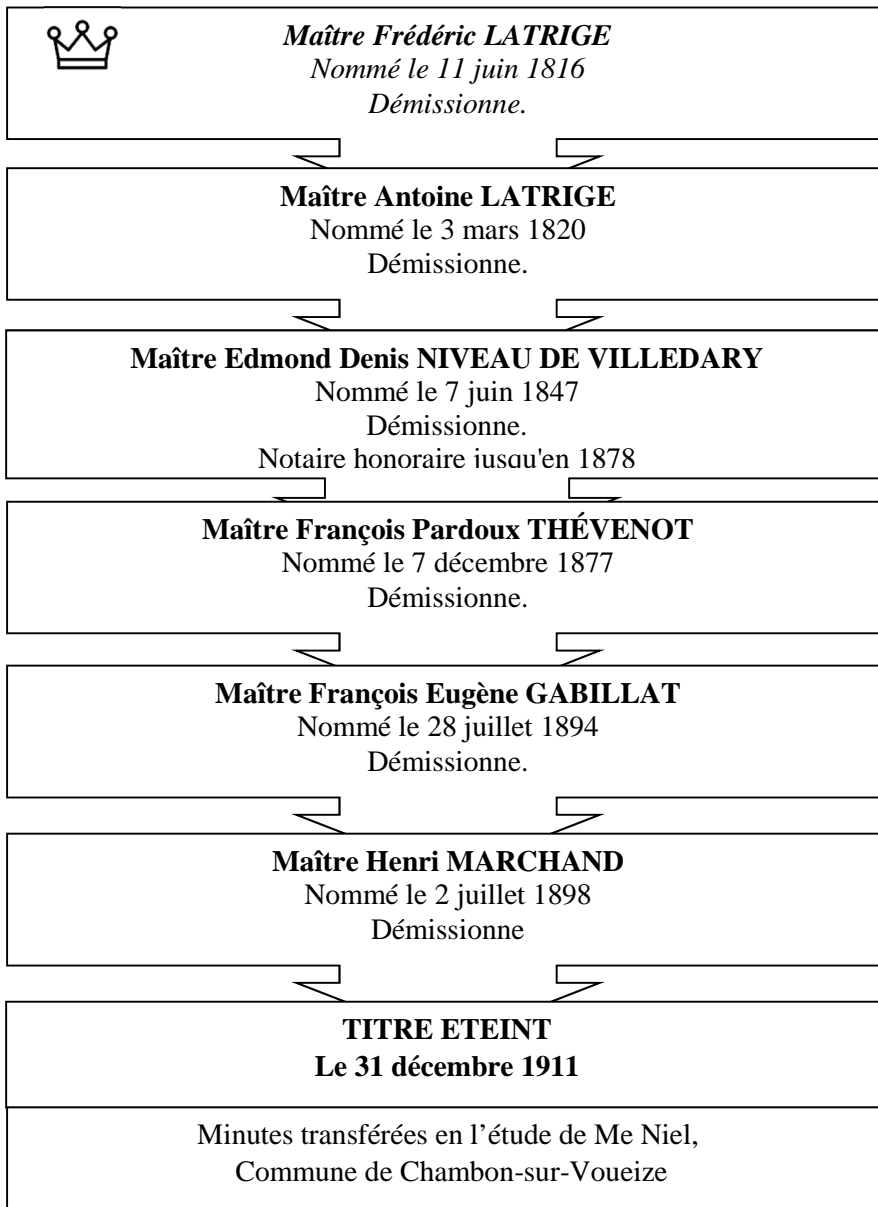 Maître Frédéric LATRIGE
Nommé le 11 juin 1816
Démissionne.
Maître Antoine LATRIGE
Nommé le 3 mars 1820
Démissionne.
Maître Edmond Denis NIVEAU DE VILLEDARY
Nommé le 7 juin 1847
Démissionne.
Notaire honoraire jusqu'en 1878
Maître François Pardoux THÉVENOT
Nommé le 7 décembre 1877
Démissionne.
Maître François Eugène GABILLAT
Nommé le 28 juillet 1894
Démissionne.
Maître Henri MARCHAND
Nommé le 2 juillet 1898
Démissionne
TITRE ETEINT
Le 31 décembre 1911
Minutes transférées en l’étude de Me Niel,
Commune de Chambon-sur-Voueize